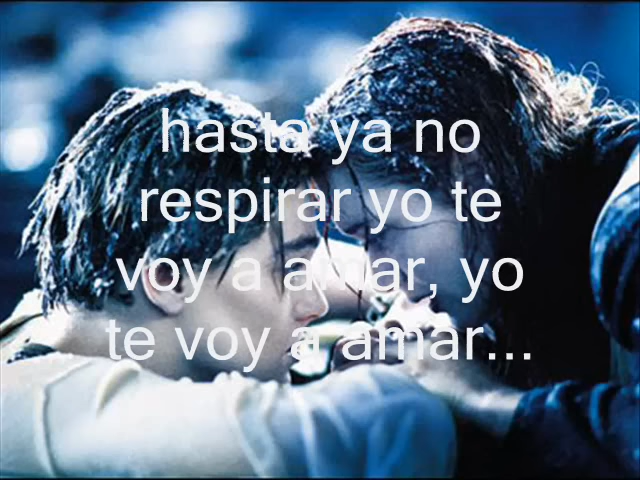 hasta ya no
respirar yo te
voy a amar, yo
te voy a amar...